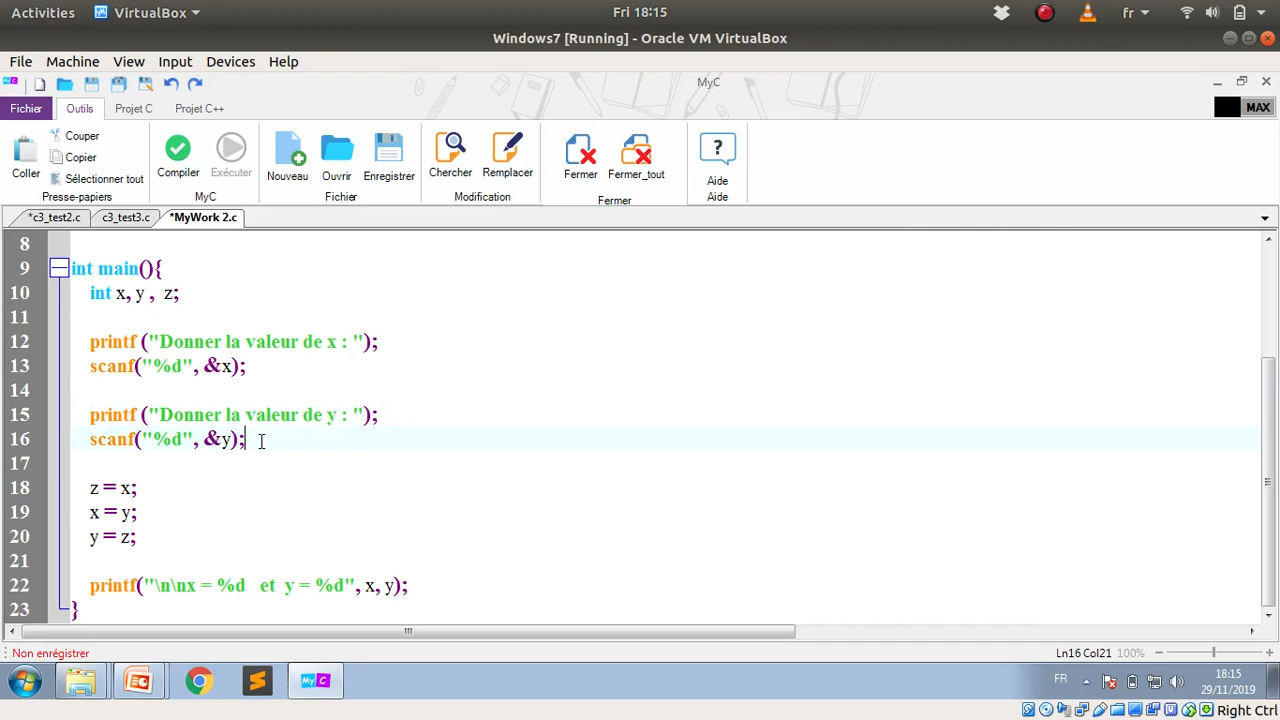 Activities VirtualBox Fri 18:15 fr
Windows7 [Running] - Oracle VM VirtualBox
File Machine View Input Devices Help
MyC
Fichier Outils Projet C Projet C++ MAX
Coller Couper Copier Sélectionner tout
Compiler Exécuter Nouveau Ouvrir Enregistrer Chercher Remplacer Fermer Fermer_tout Aide
Presse-papiers MyC Fichier Modification Fermer Aide
*c3_test2.c c3_test3.c *MyWork 2.c
8
9 int main(){
10 int x, y , z;
11
12 printf ("Donner la valeur de x : ");
13 scanf("%d", &x);
14
15 printf ("Donner la valeur de y : ");
16 scanf("%d", &y);
17
18 z = x;
19 x = y;
20 y = z;
21
22 printf("\n\nx = %d et y = %d", x, y);
23 }
Non enréistrer Ln16 Col21 100%
MyC FR 18:15
29/11/2019
Right Ctrl